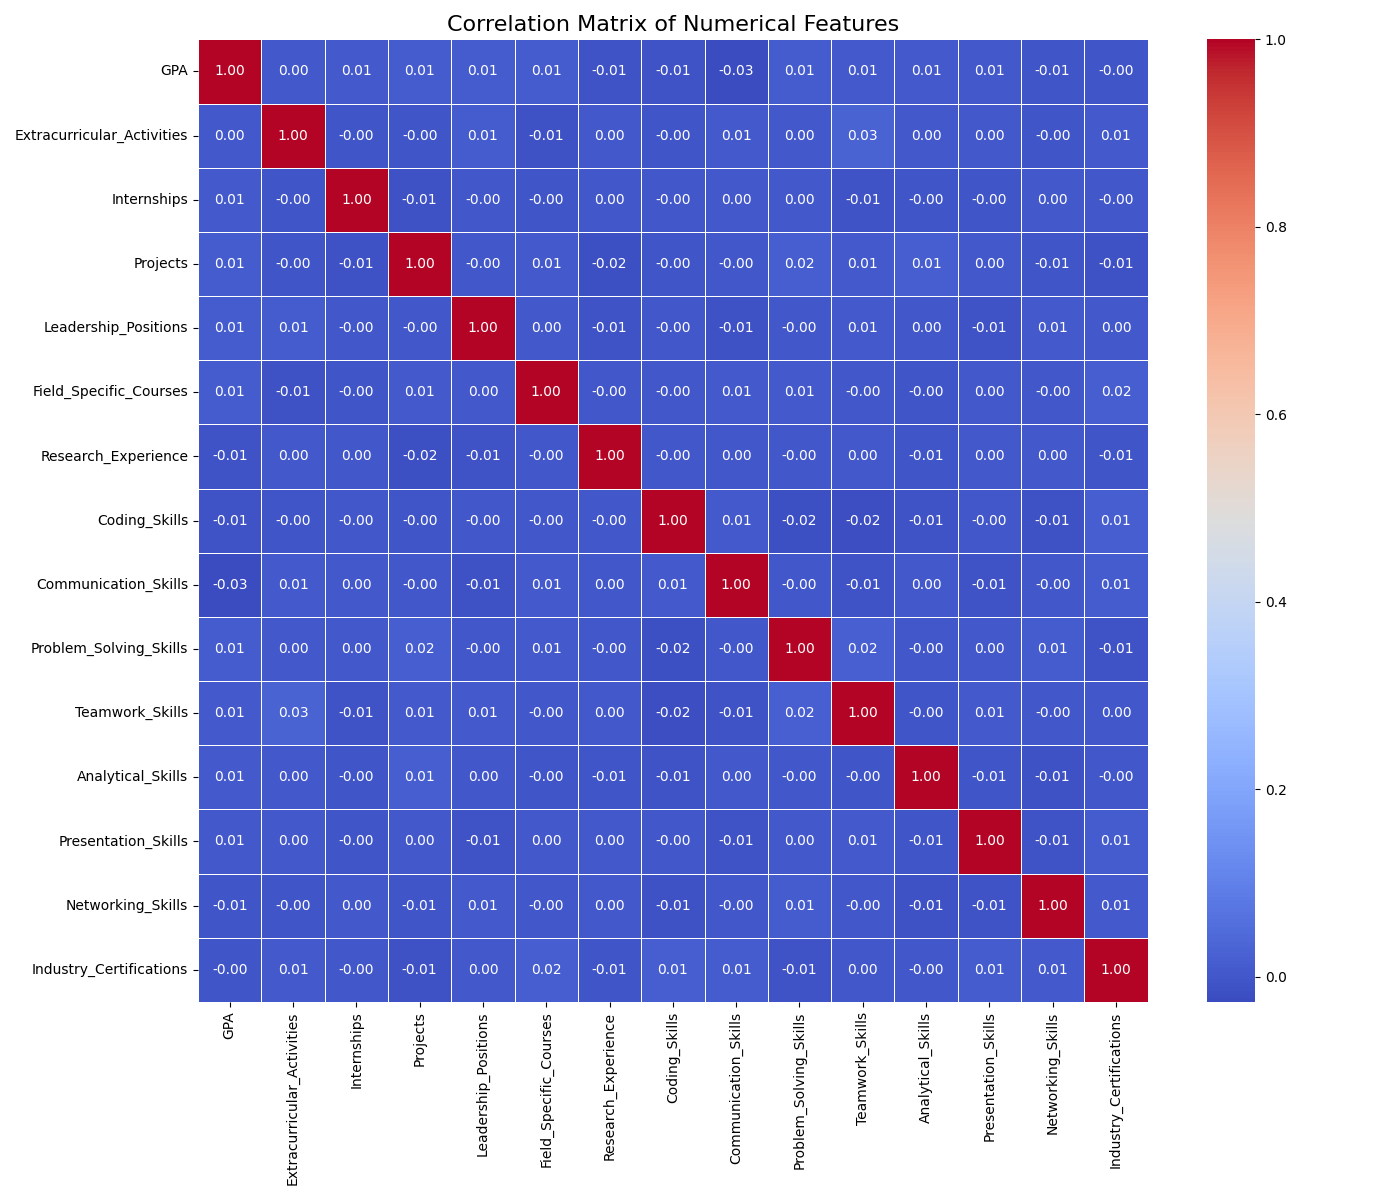 Correlation Matrix of Numerical Features
GPA 1.00 0.00 0.01 0.01 0.01 0.01 -0.01 -0.01 -0.03 0.01 0.01 0.01 0.01 -0.01 -0.00
Extracurricular_Activities 0.00 1.00 -0.00 -0.00 0.01 -0.01 0.00 -0.00 0.01 0.00 0.03 0.00 0.00 -0.00 0.01
Internships 0.01 -0.00 1.00 -0.01 -0.00 -0.00 0.00 -0.00 0.00 0.00 -0.01 -0.00 -0.00 0.00 -0.00
Projects 0.01 -0.00 -0.01 1.00 -0.00 0.01 -0.02 -0.00 -0.00 0.02 0.01 0.01 0.00 -0.01 -0.01
Leadership_Positions 0.01 0.01 -0.00 -0.00 1.00 0.00 -0.01 -0.00 -0.01 -0.00 0.01 0.00 -0.01 0.01 0.00
Field_Specific_Courses 0.01 -0.01 -0.00 0.01 0.00 1.00 -0.00 -0.00 0.01 0.01 -0.00 -0.00 0.00 -0.00 0.02
Research_Experience -0.01 0.00 0.00 -0.02 -0.01 -0.00 1.00 -0.00 0.00 -0.00 0.00 -0.01 0.00 0.00 -0.01
Coding_Skills -0.01 -0.00 -0.00 -0.00 -0.00 -0.00 -0.00 1.00 0.01 -0.02 -0.02 -0.01 -0.00 -0.01 0.01
Communication_Skills -0.03 0.01 0.00 -0.00 -0.01 0.01 0.00 0.01 1.00 -0.00 -0.01 0.00 -0.01 -0.00 0.01
Problem_Solving_Skills 0.01 0.00 0.00 0.02 -0.00 0.01 -0.00 -0.02 -0.00 1.00 0.02 -0.00 0.00 0.01 -0.01
Teamwork_Skills 0.01 0.03 -0.01 0.01 0.01 -0.00 0.00 -0.02 -0.01 0.02 1.00 -0.00 0.01 -0.00 0.00
Analytical_Skills 0.01 0.00 -0.00 0.01 0.00 -0.00 -0.01 -0.01 0.00 -0.00 -0.00 1.00 -0.01 -0.01 -0.00
Presentation_Skills 0.01 0.00 -0.00 0.00 -0.01 0.00 0.00 -0.00 -0.01 0.00 0.01 -0.01 1.00 -0.01 0.01
Networking_Skills -0.01 -0.00 0.00 -0.01 0.01 -0.00 0.00 -0.01 -0.00 0.01 -0.00 -0.01 -0.01 1.00 0.01
Industry_Certifications -0.00 0.01 -0.00 -0.01 0.00 0.02 -0.01 0.01 0.01 -0.01 0.00 -0.00 0.01 0.01 1.00
GPA
Extracurricular_Activities
Internships
Projects
Leadership_Positions
Field_Specific_Courses
Research_Experience
Coding_Skills
Communication_Skills
Problem_Solving_Skills
Teamwork_Skills
Analytical_Skills
Presentation_Skills
Networking_Skills
Industry_Certifications
1.0
0.8
0.6
0.4
0.2
0.0